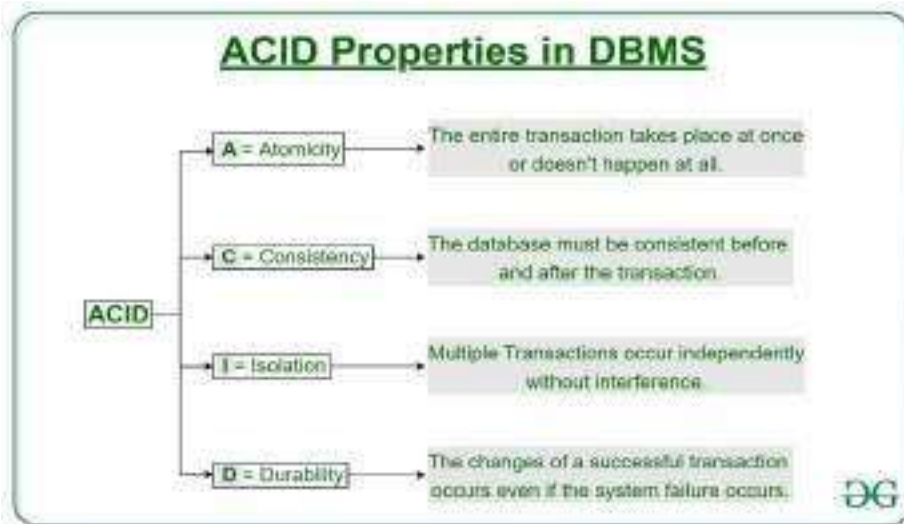 ACID Properties in DBMS
A = Atomicity
The entire transaction takes place at once
or doesn't happen at all.
C = Consistency
The database must be consistent before
and after the transaction.
ACID
I = Isolation
Multiple Transactions occur independently
without interference.
D = Durability
The changes of a successful transaction
occurs even if the system failure occurs.